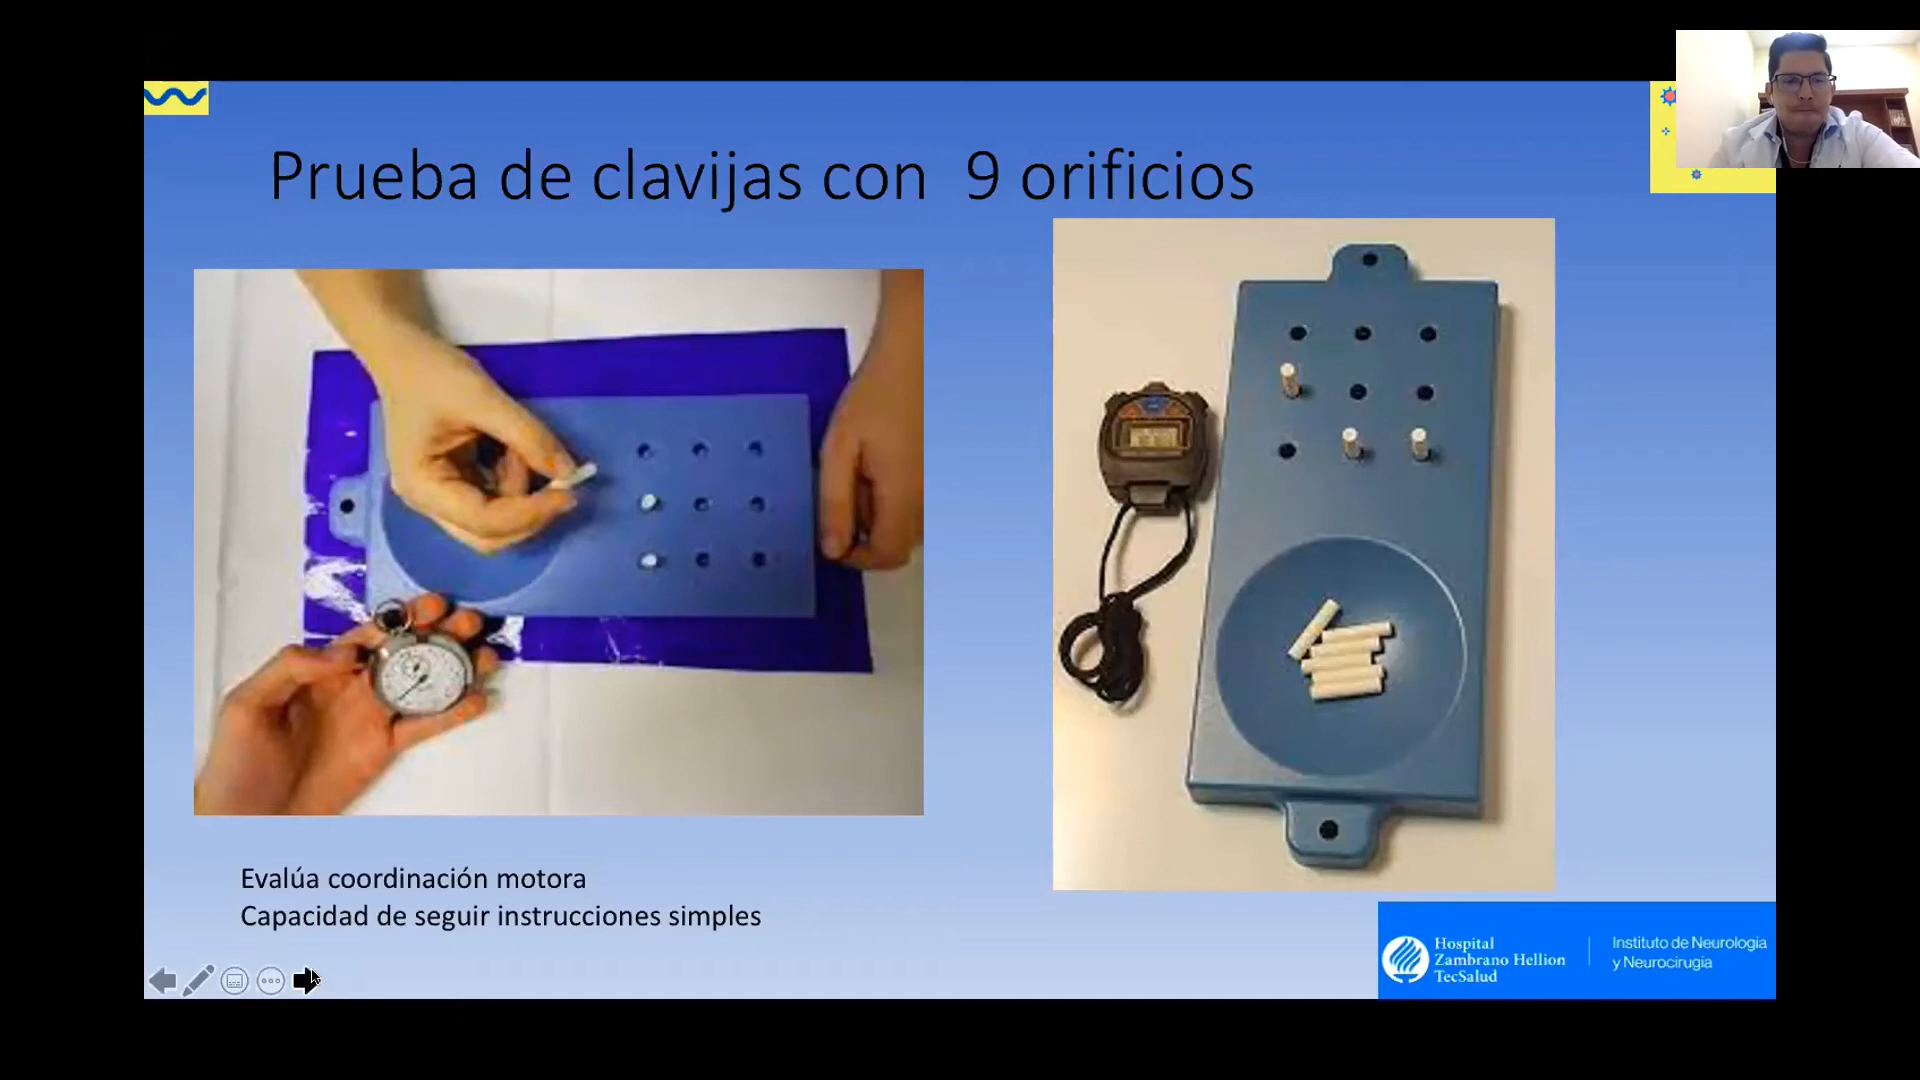 Prueba de clavijas con 9 orificios
Evalúa coordinación motora
Capacidad de seguir instrucciones simples
Hospital
Zambrano Hellion
TecSalud
Instituto de Neurología
y Neurocirugía